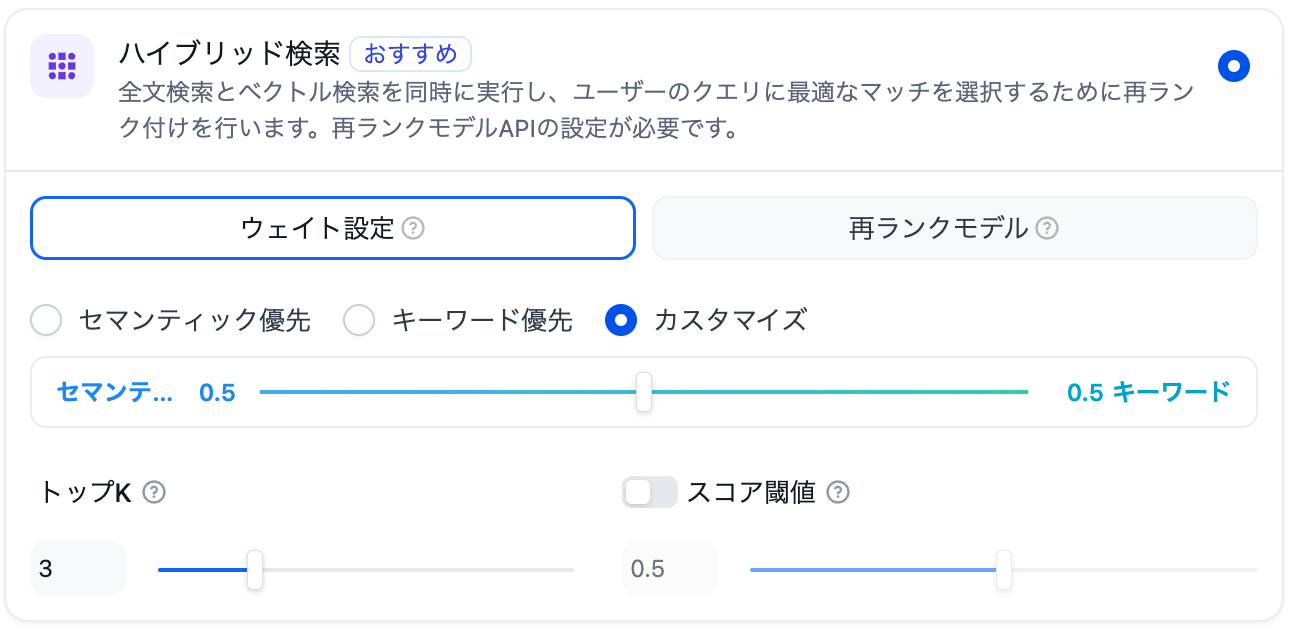 ハイブリッド検索 おすすめ
全文検索とベクトル検索を同時に実行し、ユーザーのクエリに最適なマッチを選択するために再ラン
ク付けを行います。再ランクモデルAPIの設定が必要です。
ウェイト設定 ? 再ランクモデル ?
セマンティック優先 キーワード優先 カスタマイズ
セマンテ... 0.5 0.5 キーワード
トップK ? スコア閾値 ?
3 0.5